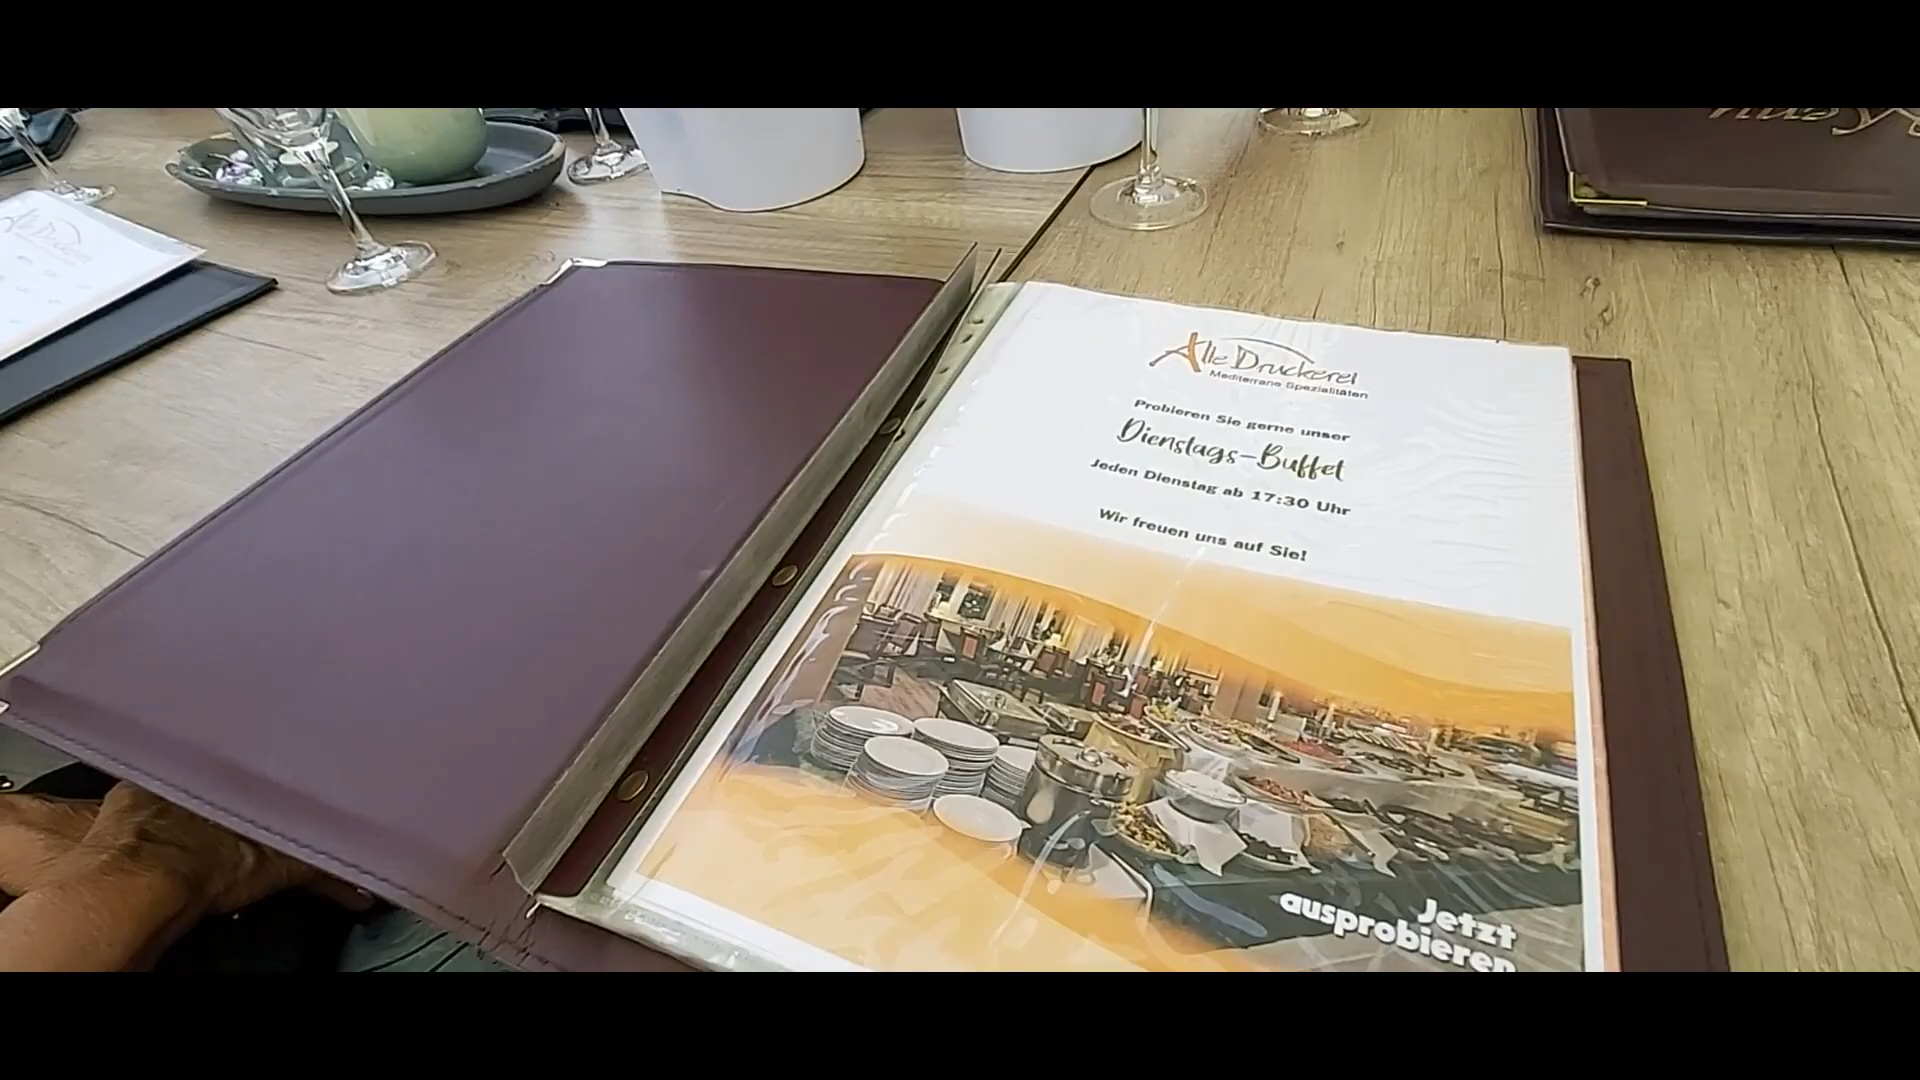 Alte Druckerei
Mediterrane Spezialitäten
Probieren Sie gerne unser
Dienstags-Buffet
Jeden Dienstag ab 17:30 Uhr
Wir freuen uns auf Sie!
Jetzt
ausprobieren